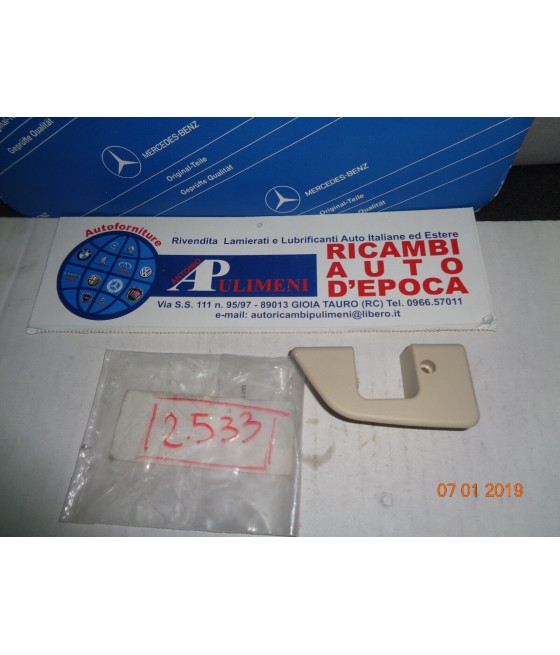 MERCEDES-BENZ
Original-Teile
Geprüfte Qualität
MERCEDES-BENZ
Original-Teile
Geprüfte Qualität
Autoforniture
Rivendita Lamierati e Lubrificanti Auto Italiane ed Estere
ANTONIO
PULIMENI
RICAMBI
AUTO
D'EPOCA
Via S.S. 111 n. 95/97 - 89013 GIOIA TAURO (RC) Tel. 0966.57011
e-mail: autoricambipulimeni@libero.it
2.533
07 01 2019